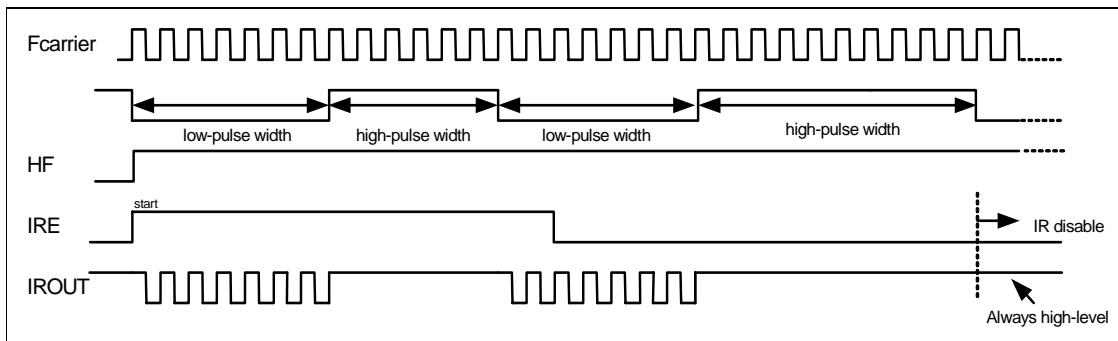 Fcarrier
low-pulse width
high-pulse width
low-pulse width
high-pulse width
HF
start
IRE
IR disable
IROUT
Always high-level